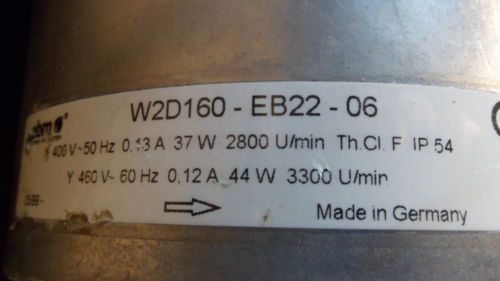 W2D160 - EB22 - 06
ebm
Y 400 V~50 Hz 0,13 A 37 W 2800 U/min Th.Cl. F IP 54
Y 460 V~ 60 Hz 0,12 A 44 W 3300 U/min
Made in Germany